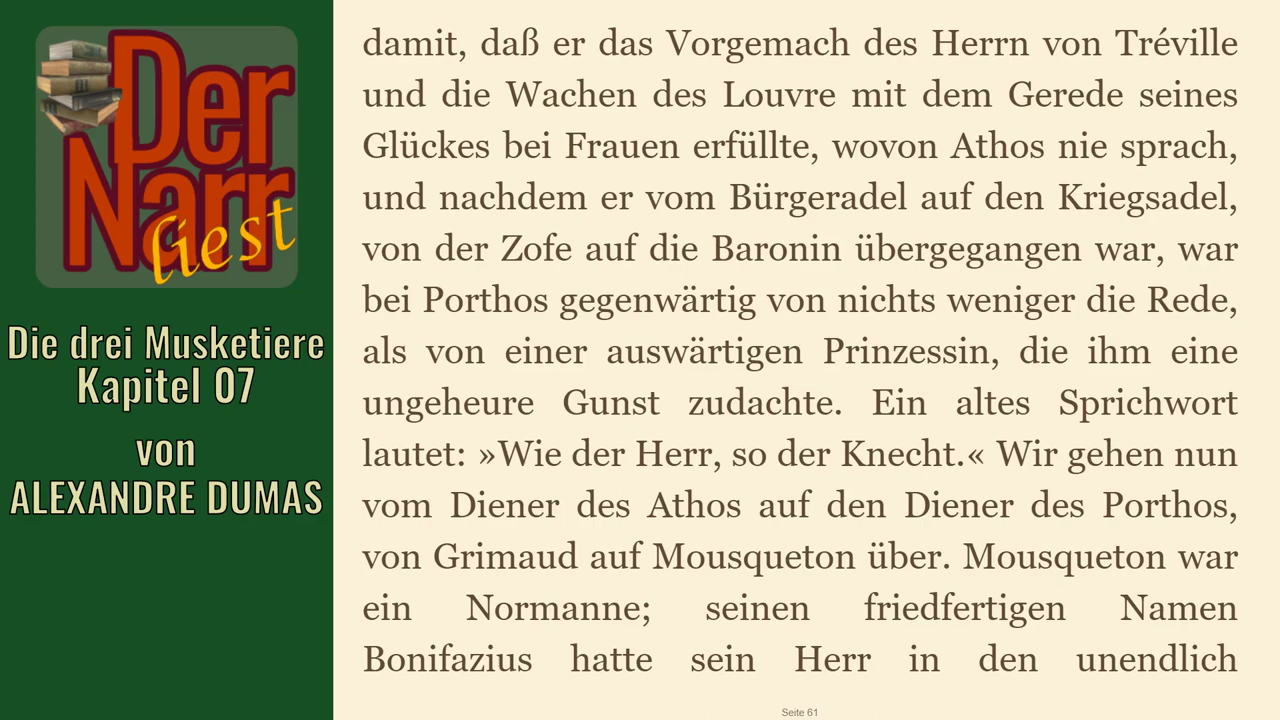 Der
Narr
liest
Die drei Musketiere
Kapitel 07
von
ALEXANDRE DUMAS
damit, daß er das Vorgemach des Herrn von Tréville
und die Wachen des Louvre mit dem Gerede seines
Glückes bei Frauen erfüllte, wovon Athos nie sprach,
und nachdem er vom Bürgeradel auf den Kriegsadel,
von der Zofe auf die Baronin übergegangen war, war
bei Porthos gegenwärtig von nichts weniger die Rede,
als von einer auswärtigen Prinzessin, die ihm eine
ungeheure Gunst zudachte. Ein altes Sprichwort
lautet: »Wie der Herr, so der Knecht.« Wir gehen nun
vom Diener des Athos auf den Diener des Porthos,
von Grimaud auf Mousqueton über. Mousqueton war
ein Normanne; seinen friedfertigen Namen
Bonifazius hatte sein Herr in den unendlich
Seite 61